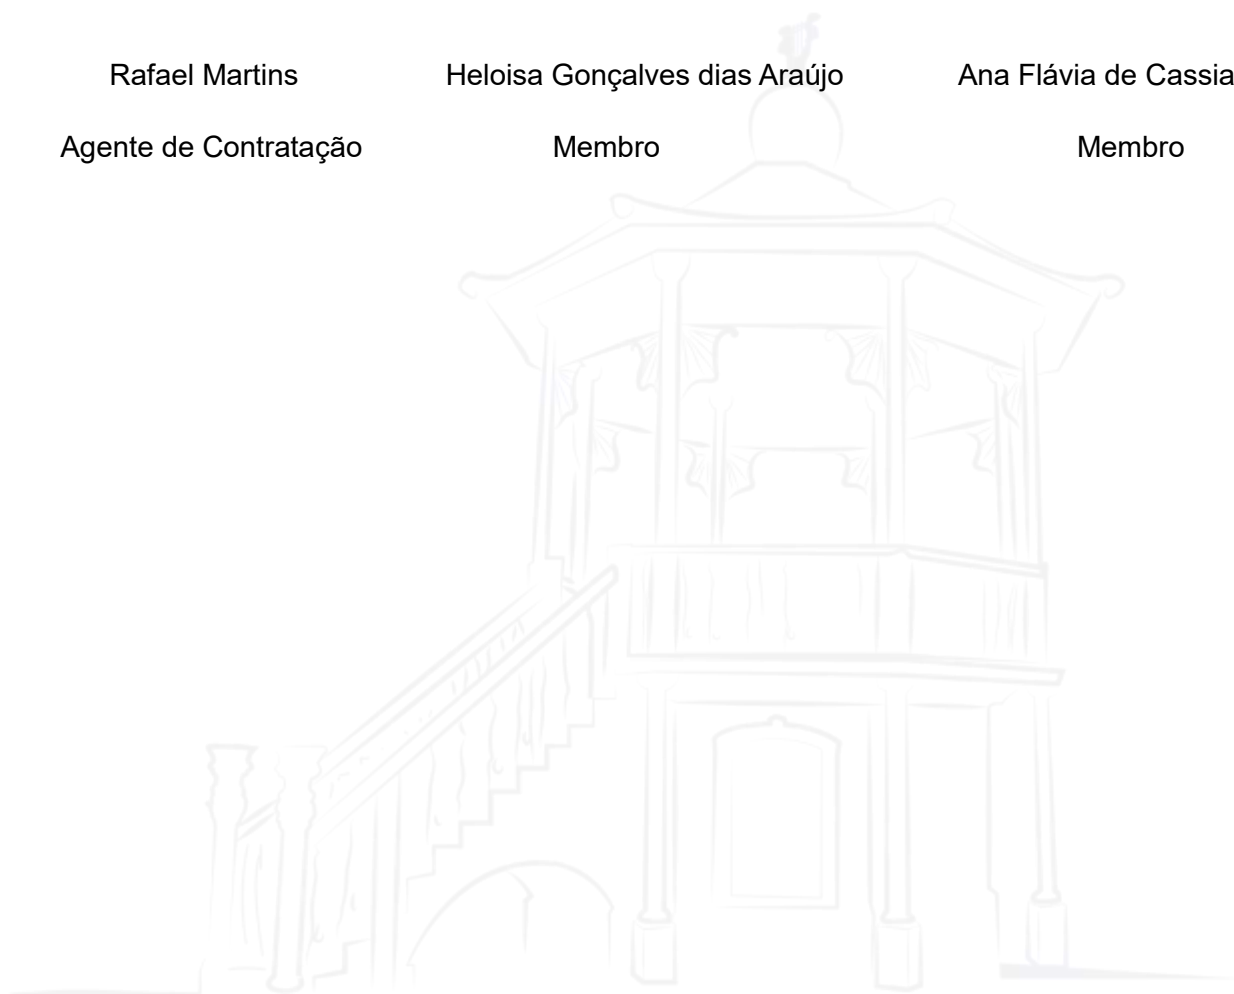 Rafael Martins Heloisa Gonçalves dias Araújo Ana Flávia de Cassia
Agente de Contratação Membro Membro